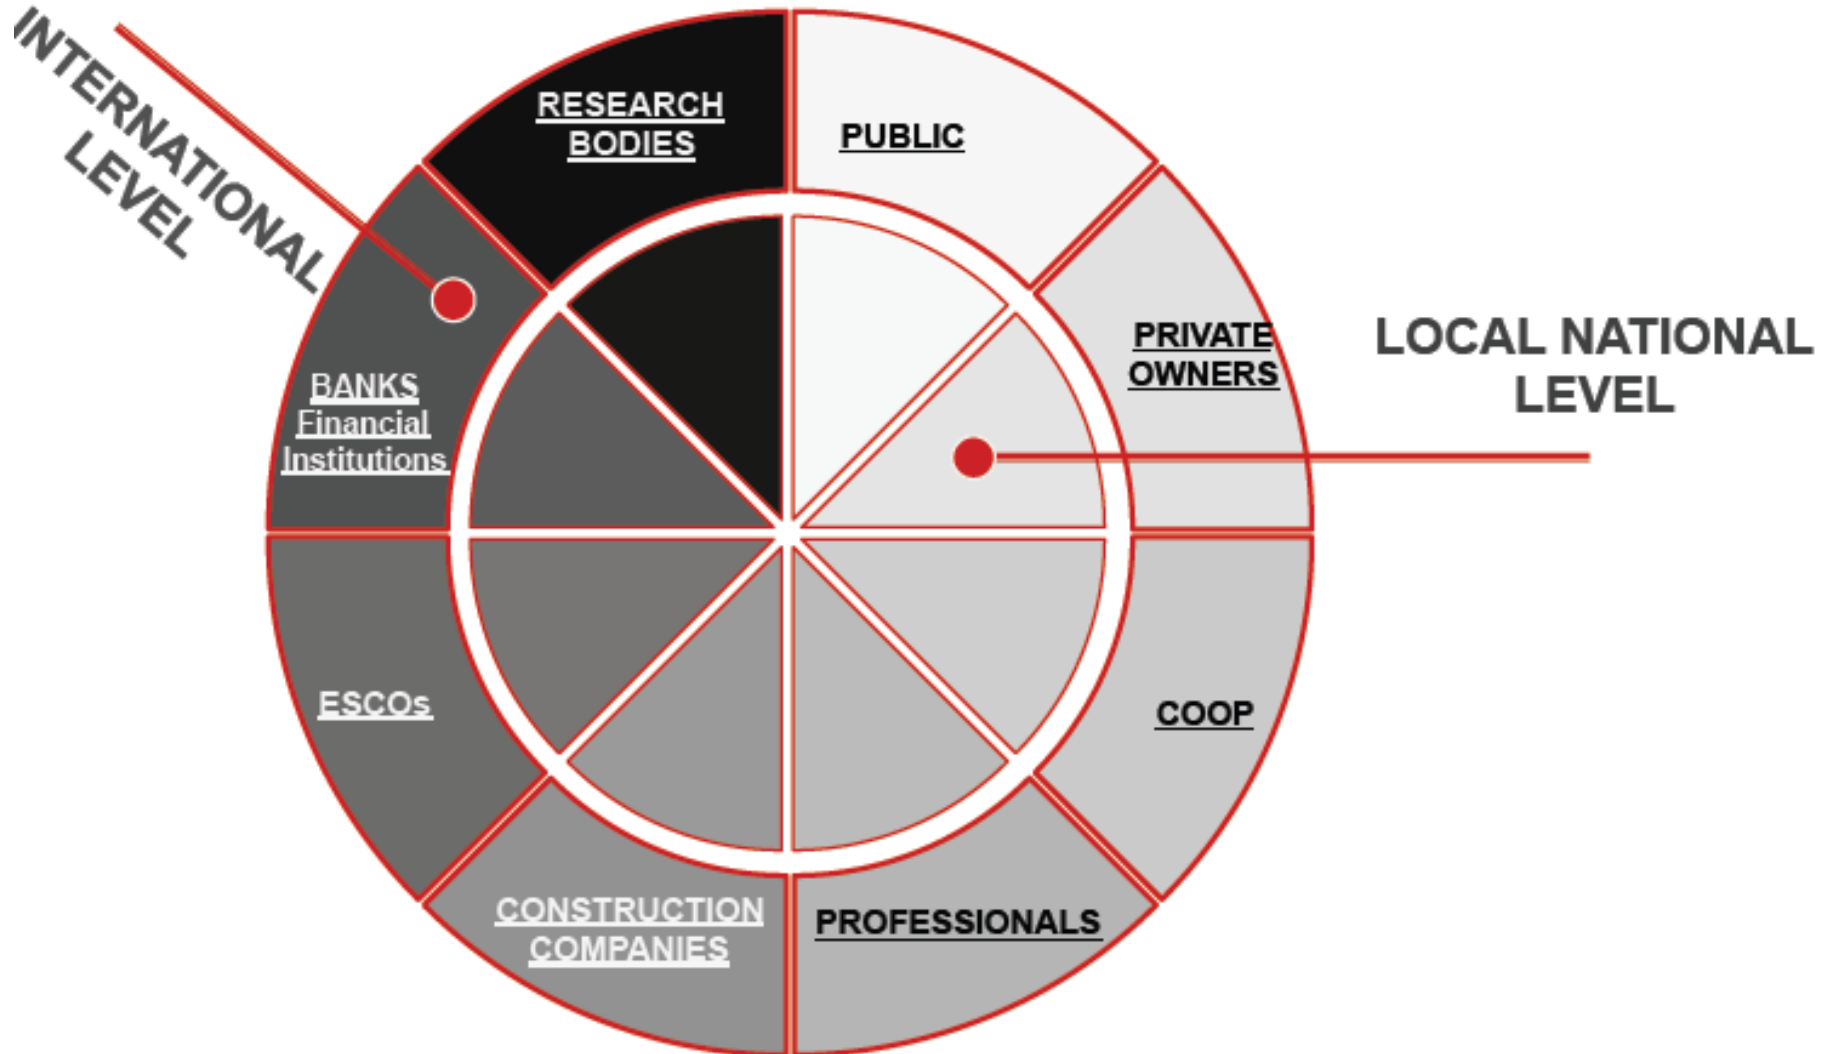 INTERNATIONAL
LEVEL
RESEARCH
BODIES
PUBLIC
PRIVATE
OWNERS
LOCAL NATIONAL
LEVEL
BANKS
Financial
Institutions
ESCOs
COOP
CONSTRUCTION
COMPANIES
PROFESSIONALS